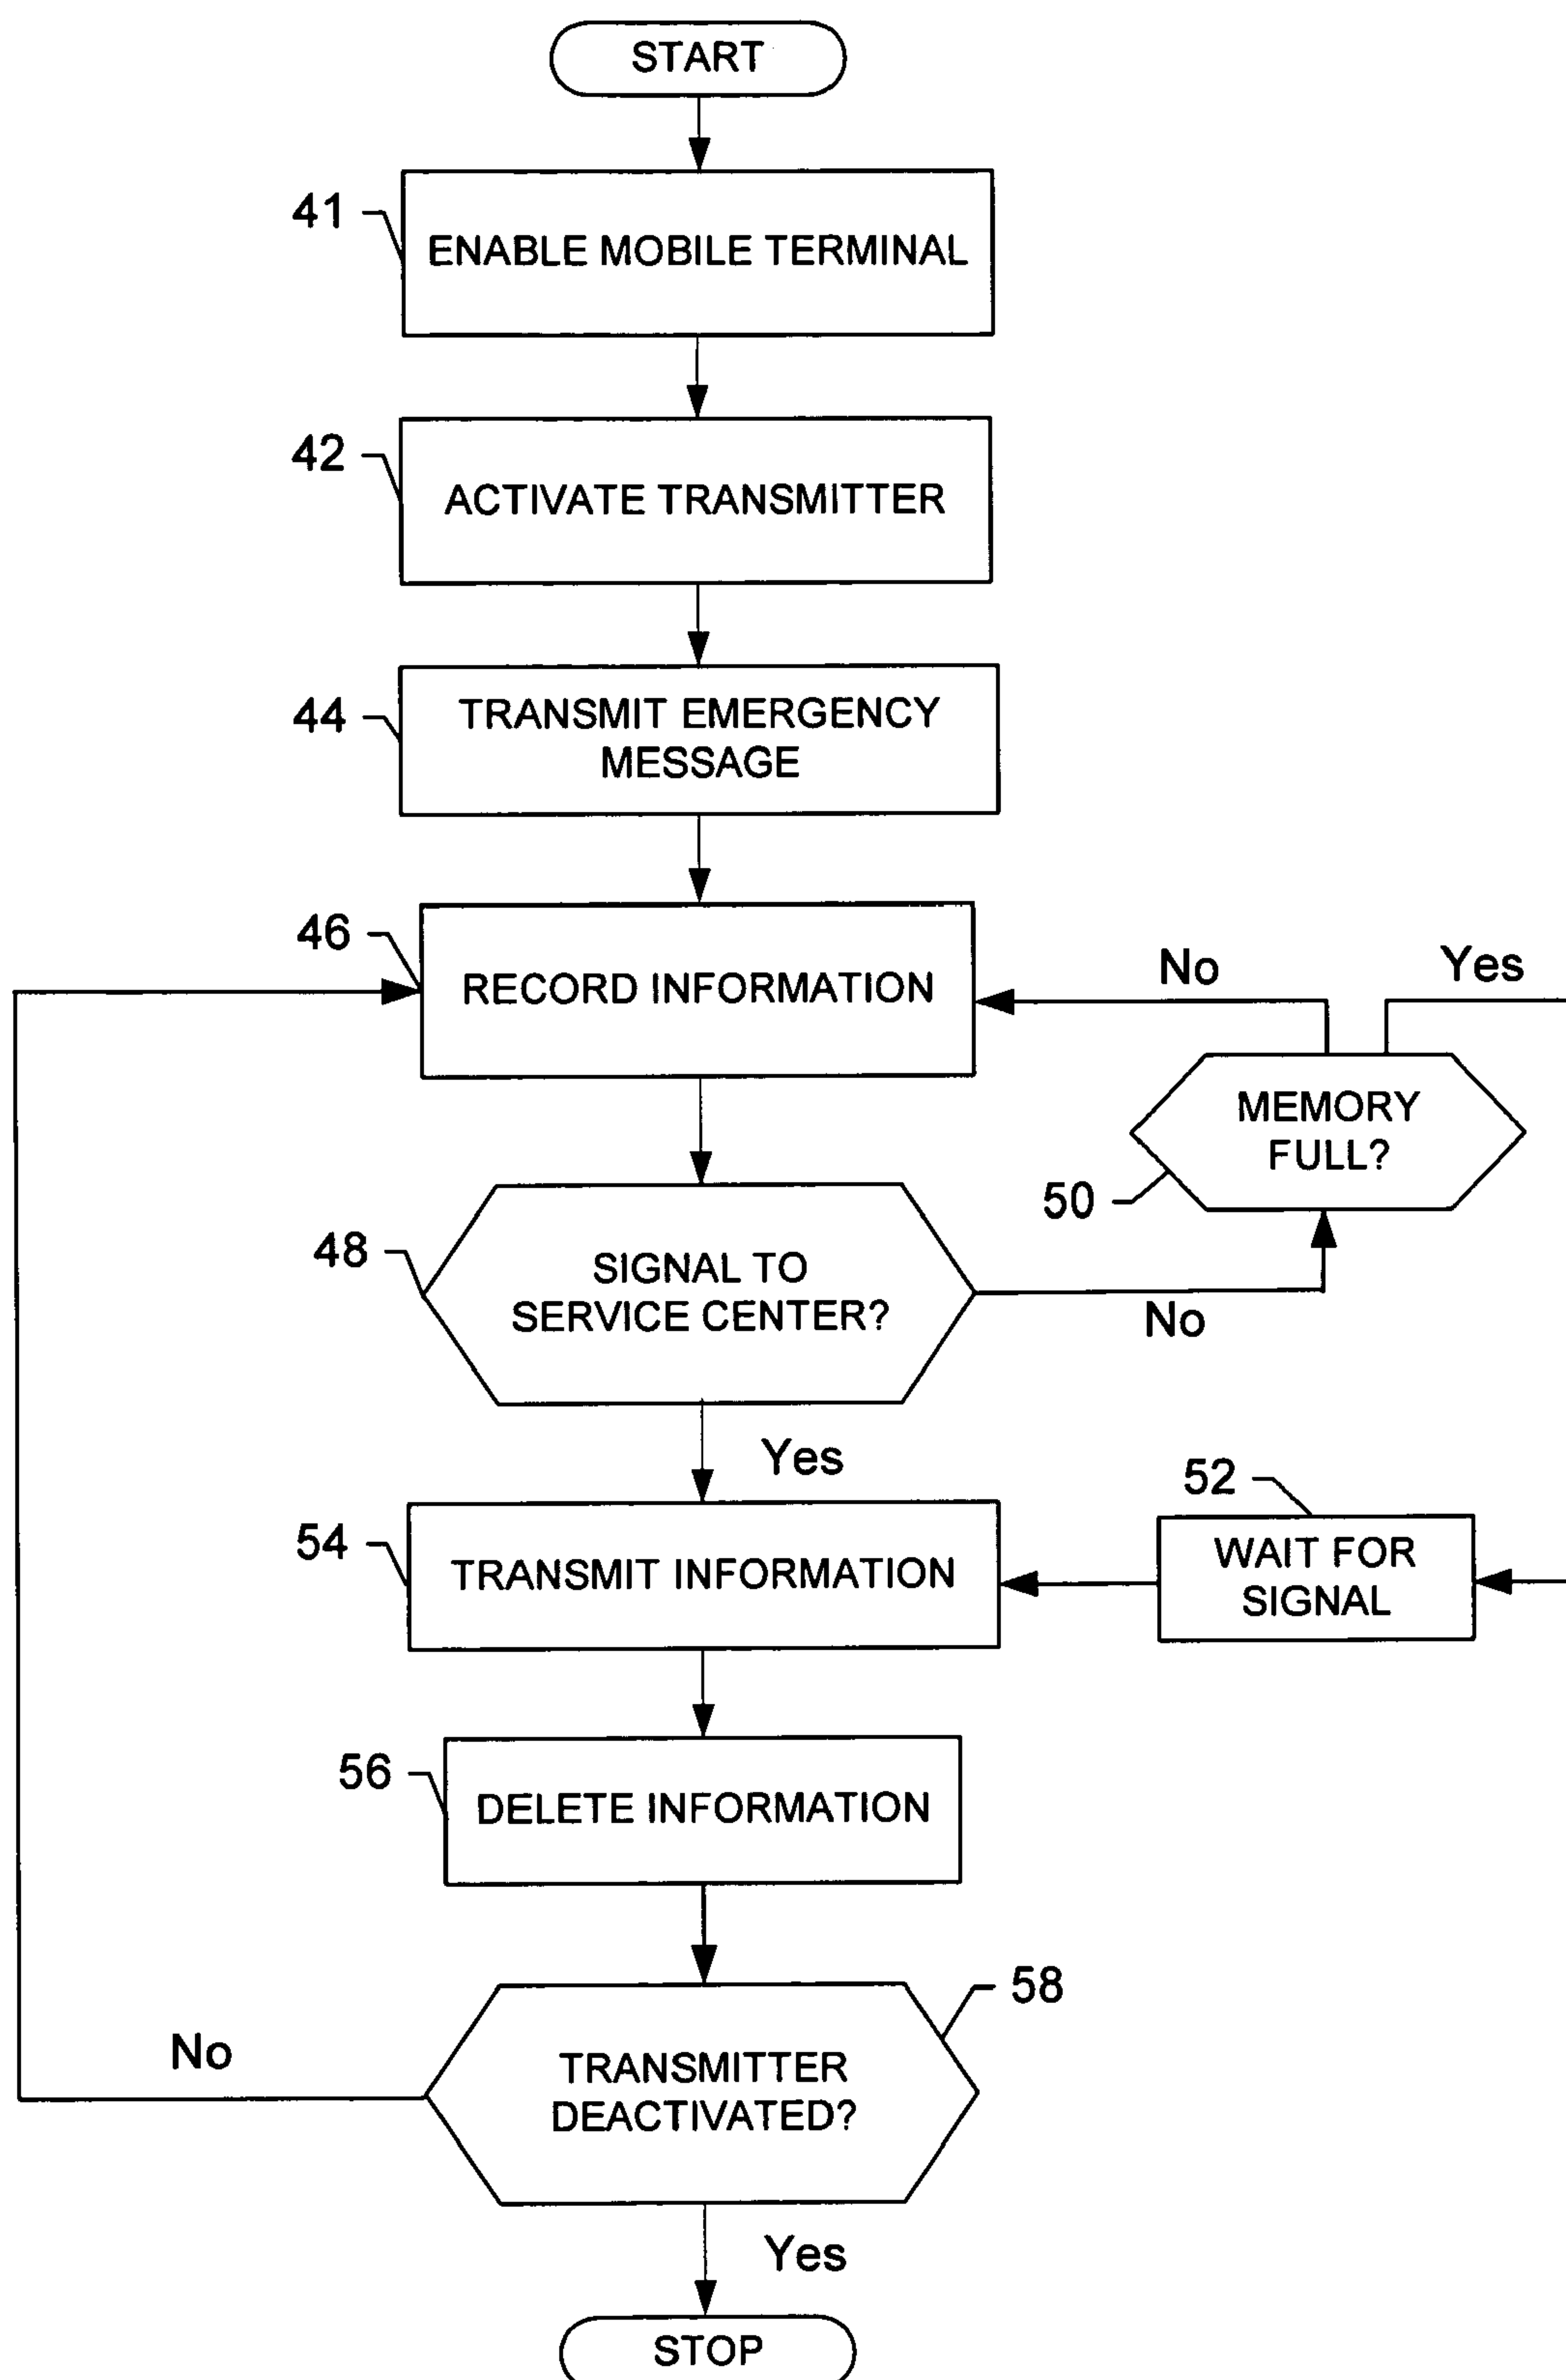 START
41
ENABLE MOBILE TERMINAL
42
ACTIVATE TRANSMITTER
44
TRANSMIT EMERGENCY
MESSAGE
46
RECORD INFORMATION
No
Yes
MEMORY
FULL?
50
48
SIGNAL TO
SERVICE CENTER?
No
Yes
52
WAIT FOR
SIGNAL
54
TRANSMIT INFORMATION
56
DELETE INFORMATION
58
No
TRANSMITTER
DEACTIVATED?
Yes
STOP